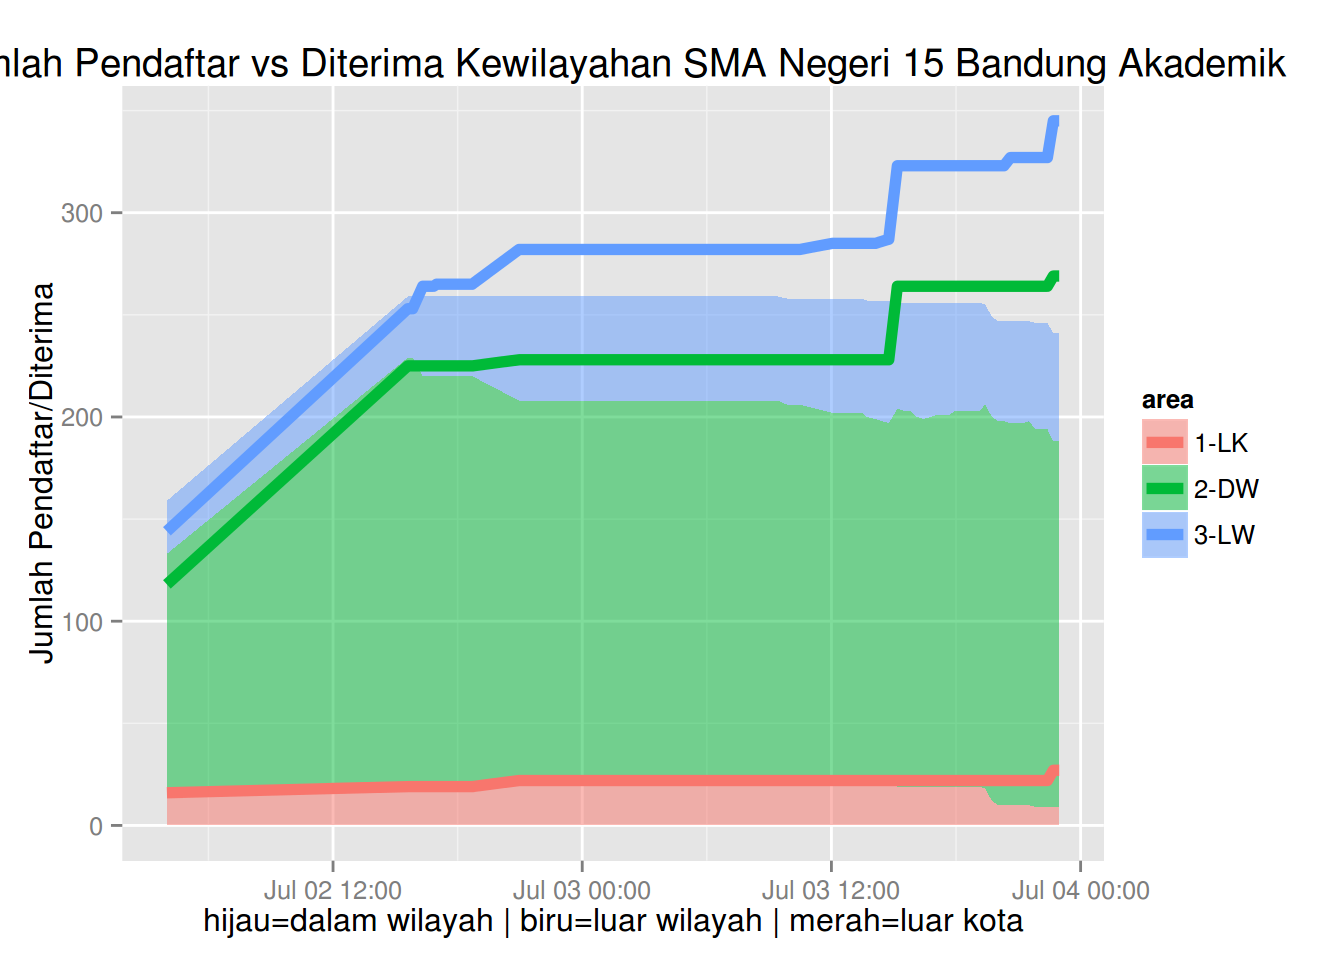 mlah Pendaftar vs Diterima Kewilayahan SMA Negeri 15 Bandung Akademik
Jumlah Pendaftar/Diterima
300
200
100
0
Jul 02 12:00
Jul 03 00:00
Jul 03 12:00
Jul 04 00:00
hijau=dalam wilayah | biru=luar wilayah | merah=luar kota
area
1-LK
2-DW
3-LW